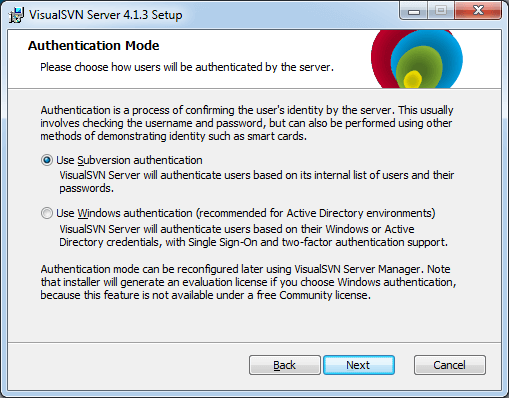 VisualSVN Server 4.1.3 Setup
Authentication Mode
Please choose how users will be authenticated by the server.
Authentication is a process of confirming the user's identity by the server. This usually
involves checking the username and password, but can also be performed using other
methods of demonstrating identity such as smart cards.
Use Subversion authentication
VisualSVN Server will authenticate users based on its internal list of users and their
passwords.
Use Windows authentication (recommended for Active Directory environments)
VisualSVN Server will authenticate users based on their Windows or Active
Directory credentials, with Single Sign-On and two-factor authentication support.
Authentication mode can be reconfigured later using VisualSVN Server Manager. Note
that installer will generate an evaluation license if you choose Windows authentication,
because this feature is not available under a free Community license.
Back Next Cancel